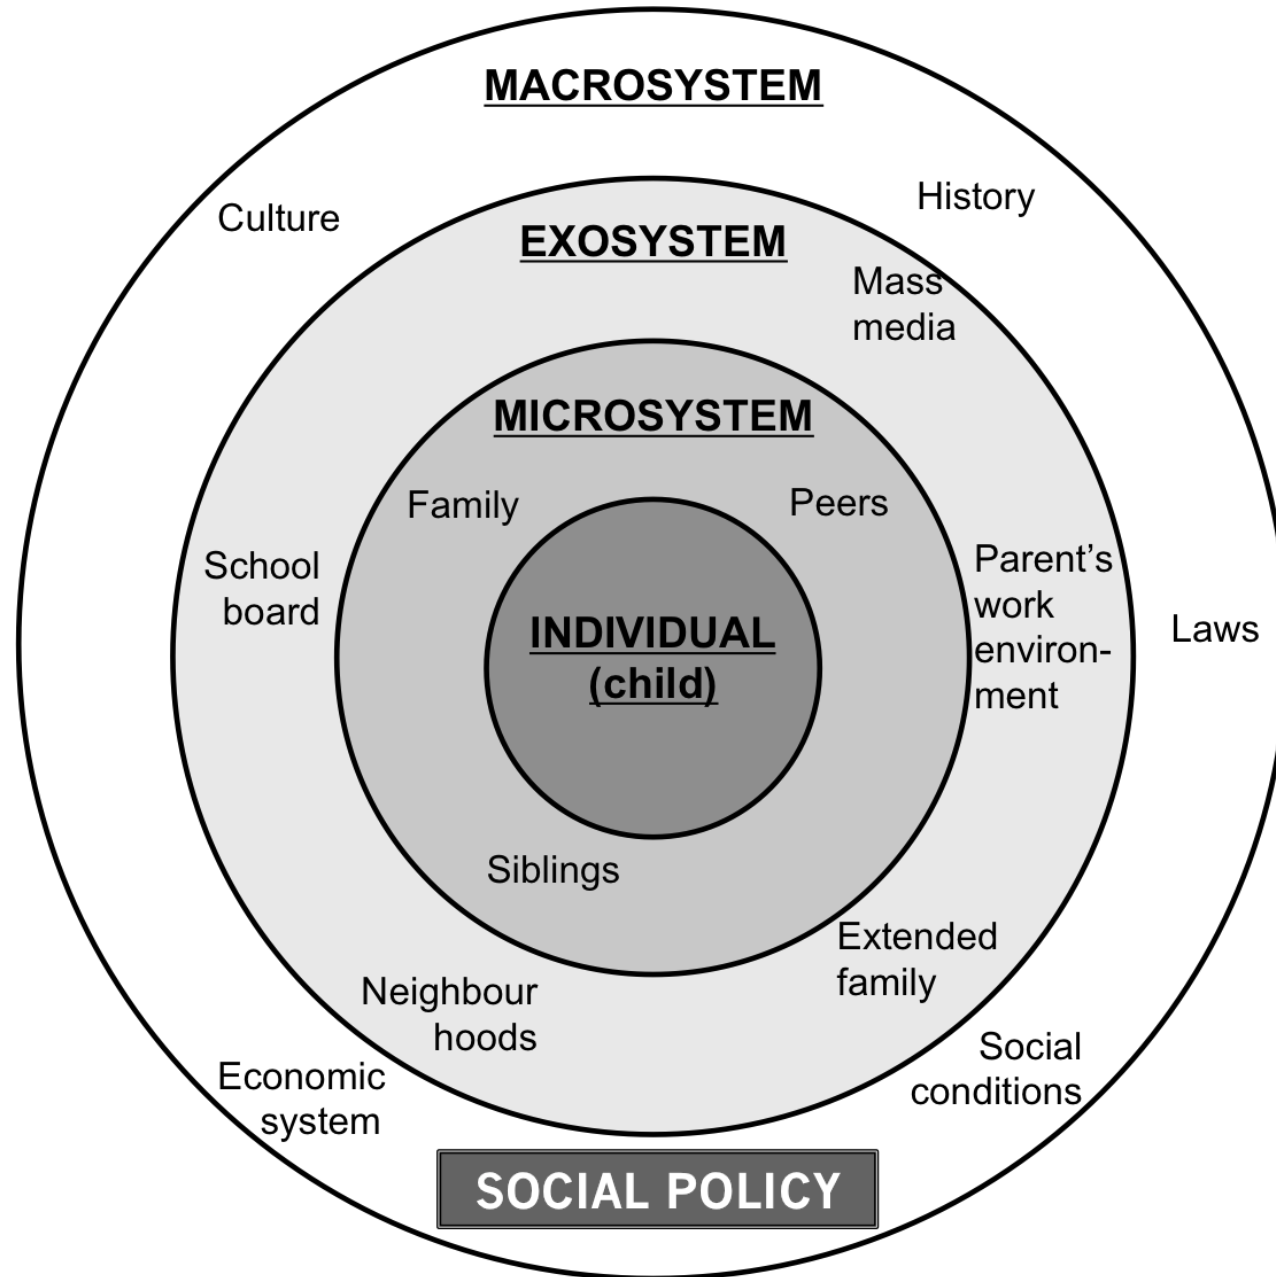 MACROSYSTEM
Culture
History
EXOSYSTEM
Mass
media
MICROSYSTEM
Family
Peers
School
board
INDIVIDUAL
(child)
Parent’s
work
environ-
ment
Laws
Siblings
Extended
family
Neighbour
hoods
Social
conditions
Economic
system
SOCIAL POLICY